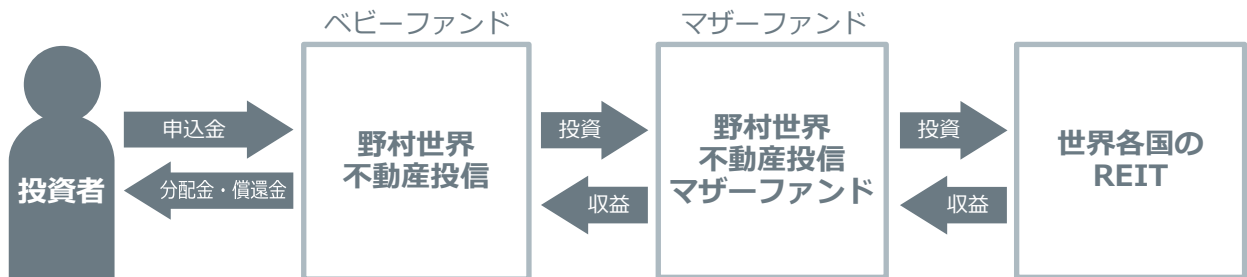 ベビーファンド
マザーファンド
投資者
申込金
分配金・償還金
野村世界
不動産投信
投資
収益
野村世界
不動産投信
マザーファンド
投資
収益
世界各国の
REIT